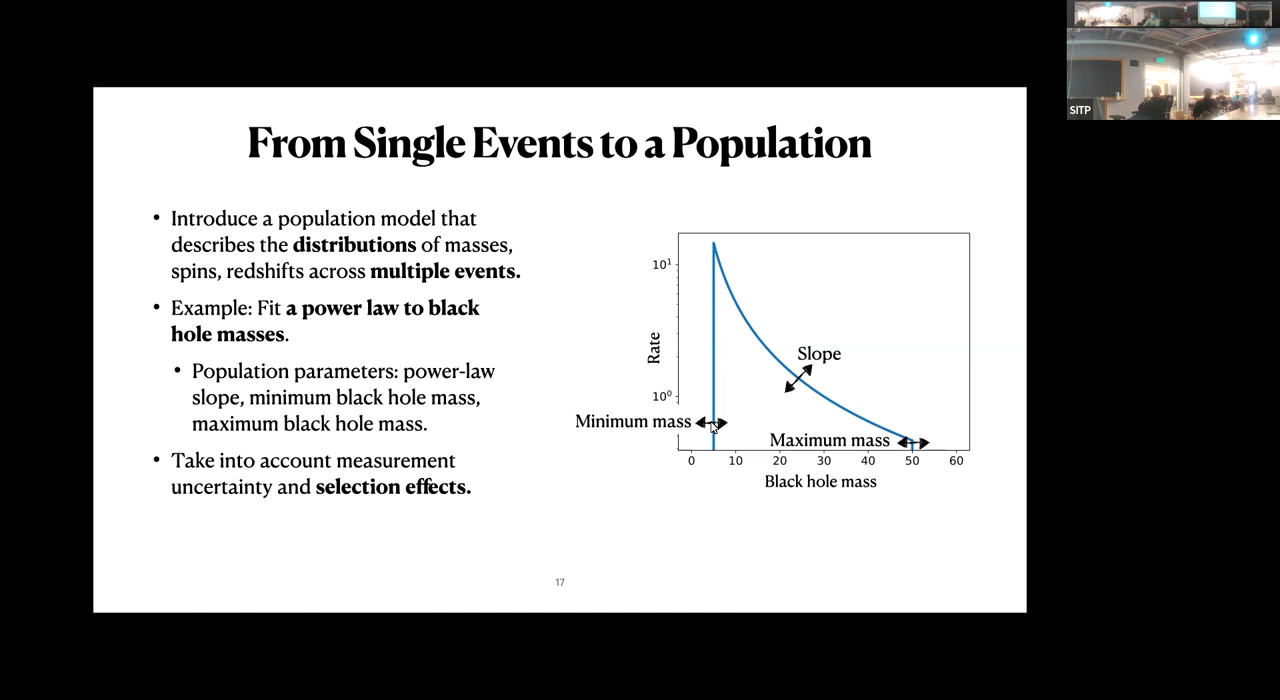 SITP
From Single Events to a Population
• Introduce a population model that
describes the distributions of masses,
spins, redshifts across multiple events.
• Example: Fit a power law to black
hole masses.
• Population parameters: power-law
slope, minimum black hole mass,
maximum black hole mass.
• Take into account measurement
uncertainty and selection effects.
10¹
10⁰
Rate
Slope
Minimum mass
Maximum mass
0 10 20 30 40 50 60
Black hole mass
17